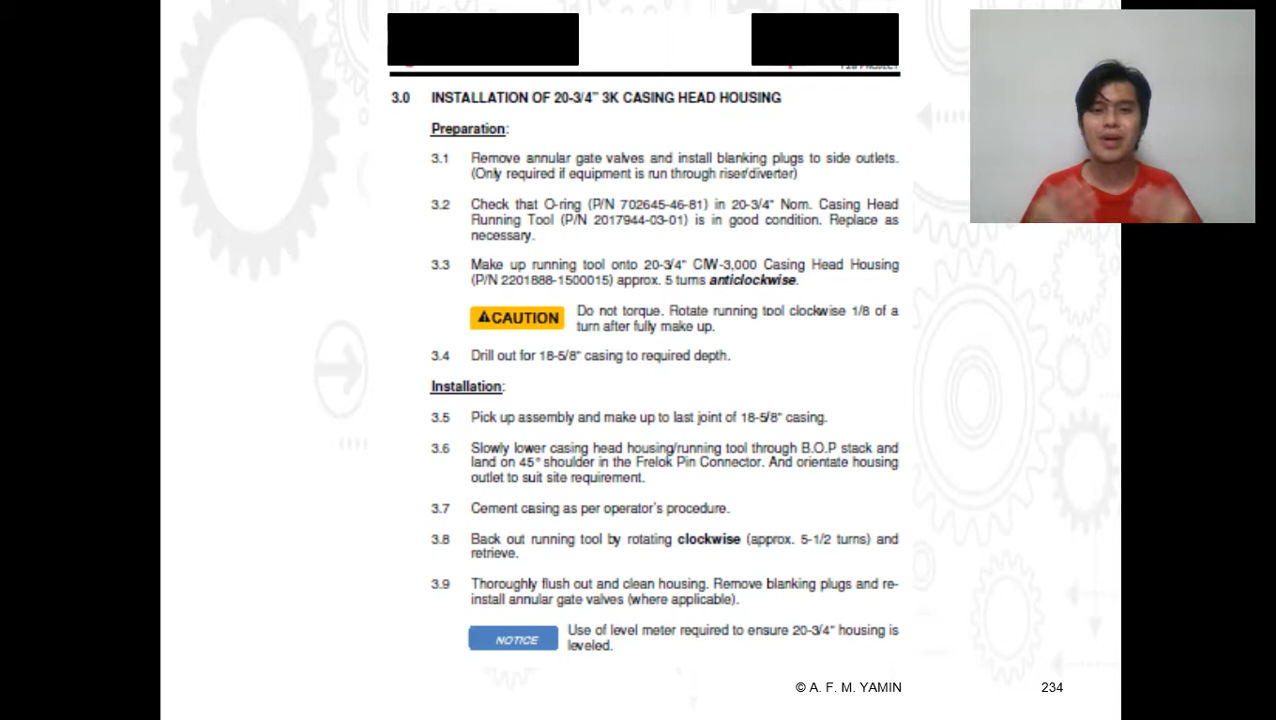 3.0 INSTALLATION OF 20-3/4" 3K CASING HEAD HOUSING
Preparation:
3.1 Remove annular gate valves and install blanking plugs to side outlets.
(Only required if equipment is run through riser/diverter)
3.2 Check that O-ring (P/N 702645-46-81) in 20-3/4" Nom. Casing Head
Running Tool (P/N 2017944-03-01) is in good condition. Replace as
necessary.
3.3 Make up running tool onto 20-3/4" CIW-3,000 Casing Head Housing
(P/N 2201888-1500015) approx. 5 turns anticlockwise.
CAUTION Do not torque. Rotate running tool clockwise 1/8 of a
turn after fully make up.
3.4 Drill out for 18-5/8" casing to required depth.
Installation:
3.5 Pick up assembly and make up to last joint of 18-5/8" casing.
3.6 Slowly lower casing head housing/running tool through B.O.P stack and
land on 45° shoulder in the Frelok Pin Connector. And orientate housing
outlet to suit site requirement.
3.7 Cement casing as per operator's procedure.
3.8 Back out running tool by rotating clockwise (approx. 5-1/2 turns) and
retrieve.
3.9 Thoroughly flush out and clean housing. Remove blanking plugs and re-
install annular gate valves (where applicable).
NOTICE Use of level meter required to ensure 20-3/4" housing is
leveled.
© A. F. M. YAMIN 234